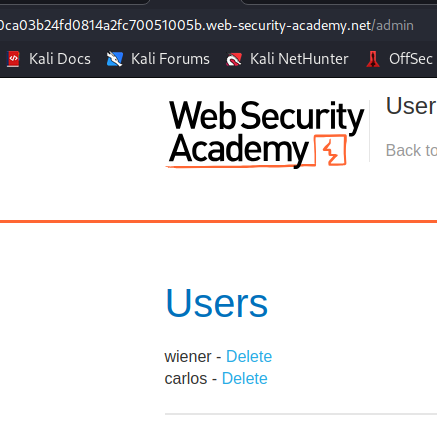 0ca03b24fd0814a2fc70051005b.web-security-academy.net/admin
Kali Docs Kali Forums Kali NetHunter OffSec
Web Security
Academy
User
Back to
Users
wiener - Delete
carlos - Delete